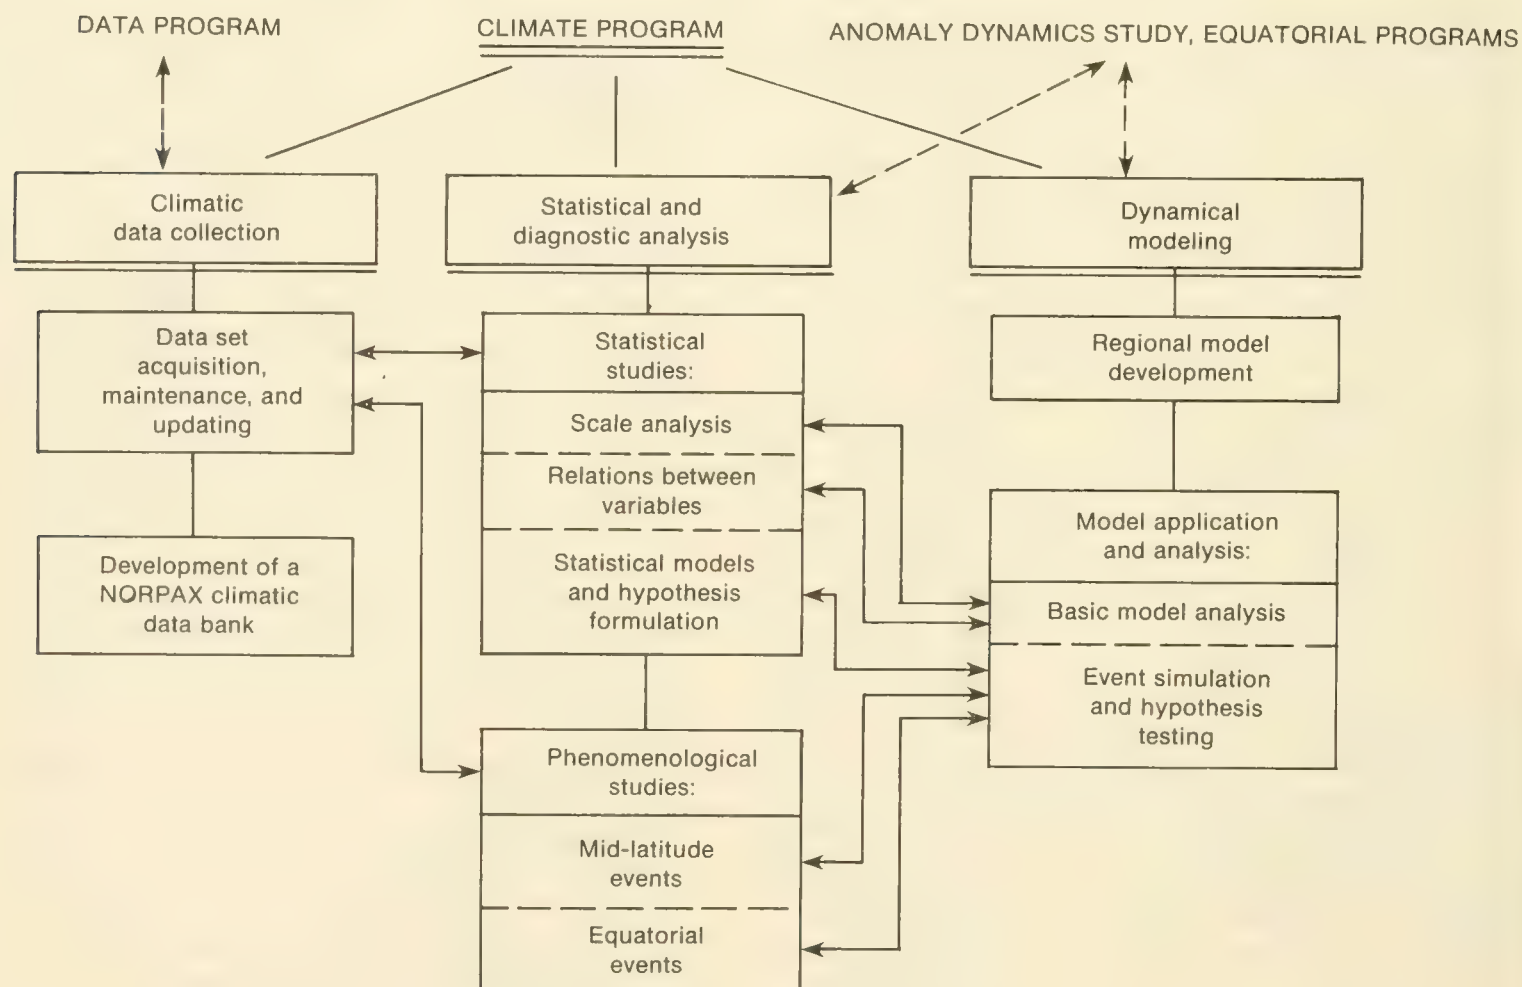 DATA PROGRAM
CLIMATE PROGRAM
ANOMALY DYNAMICS STUDY, EQUATORIAL PROGRAMS
Climatic
data collection
Statistical and
diagnostic analysis
Dynamical
modeling
Data set
acquisition,
maintenance, and
updating
Development of a
NORPAX climatic
data bank
Statistical
studies:
Scale analysis
Relations between
variables
Statistical models
and hypothesis
formulation
Phenomenological
studies:
Mid-latitude
events
Equatorial
events
Regional model
development
Model application
and analysis:
Basic model analysis
Event simulation
and hypothesis
testing